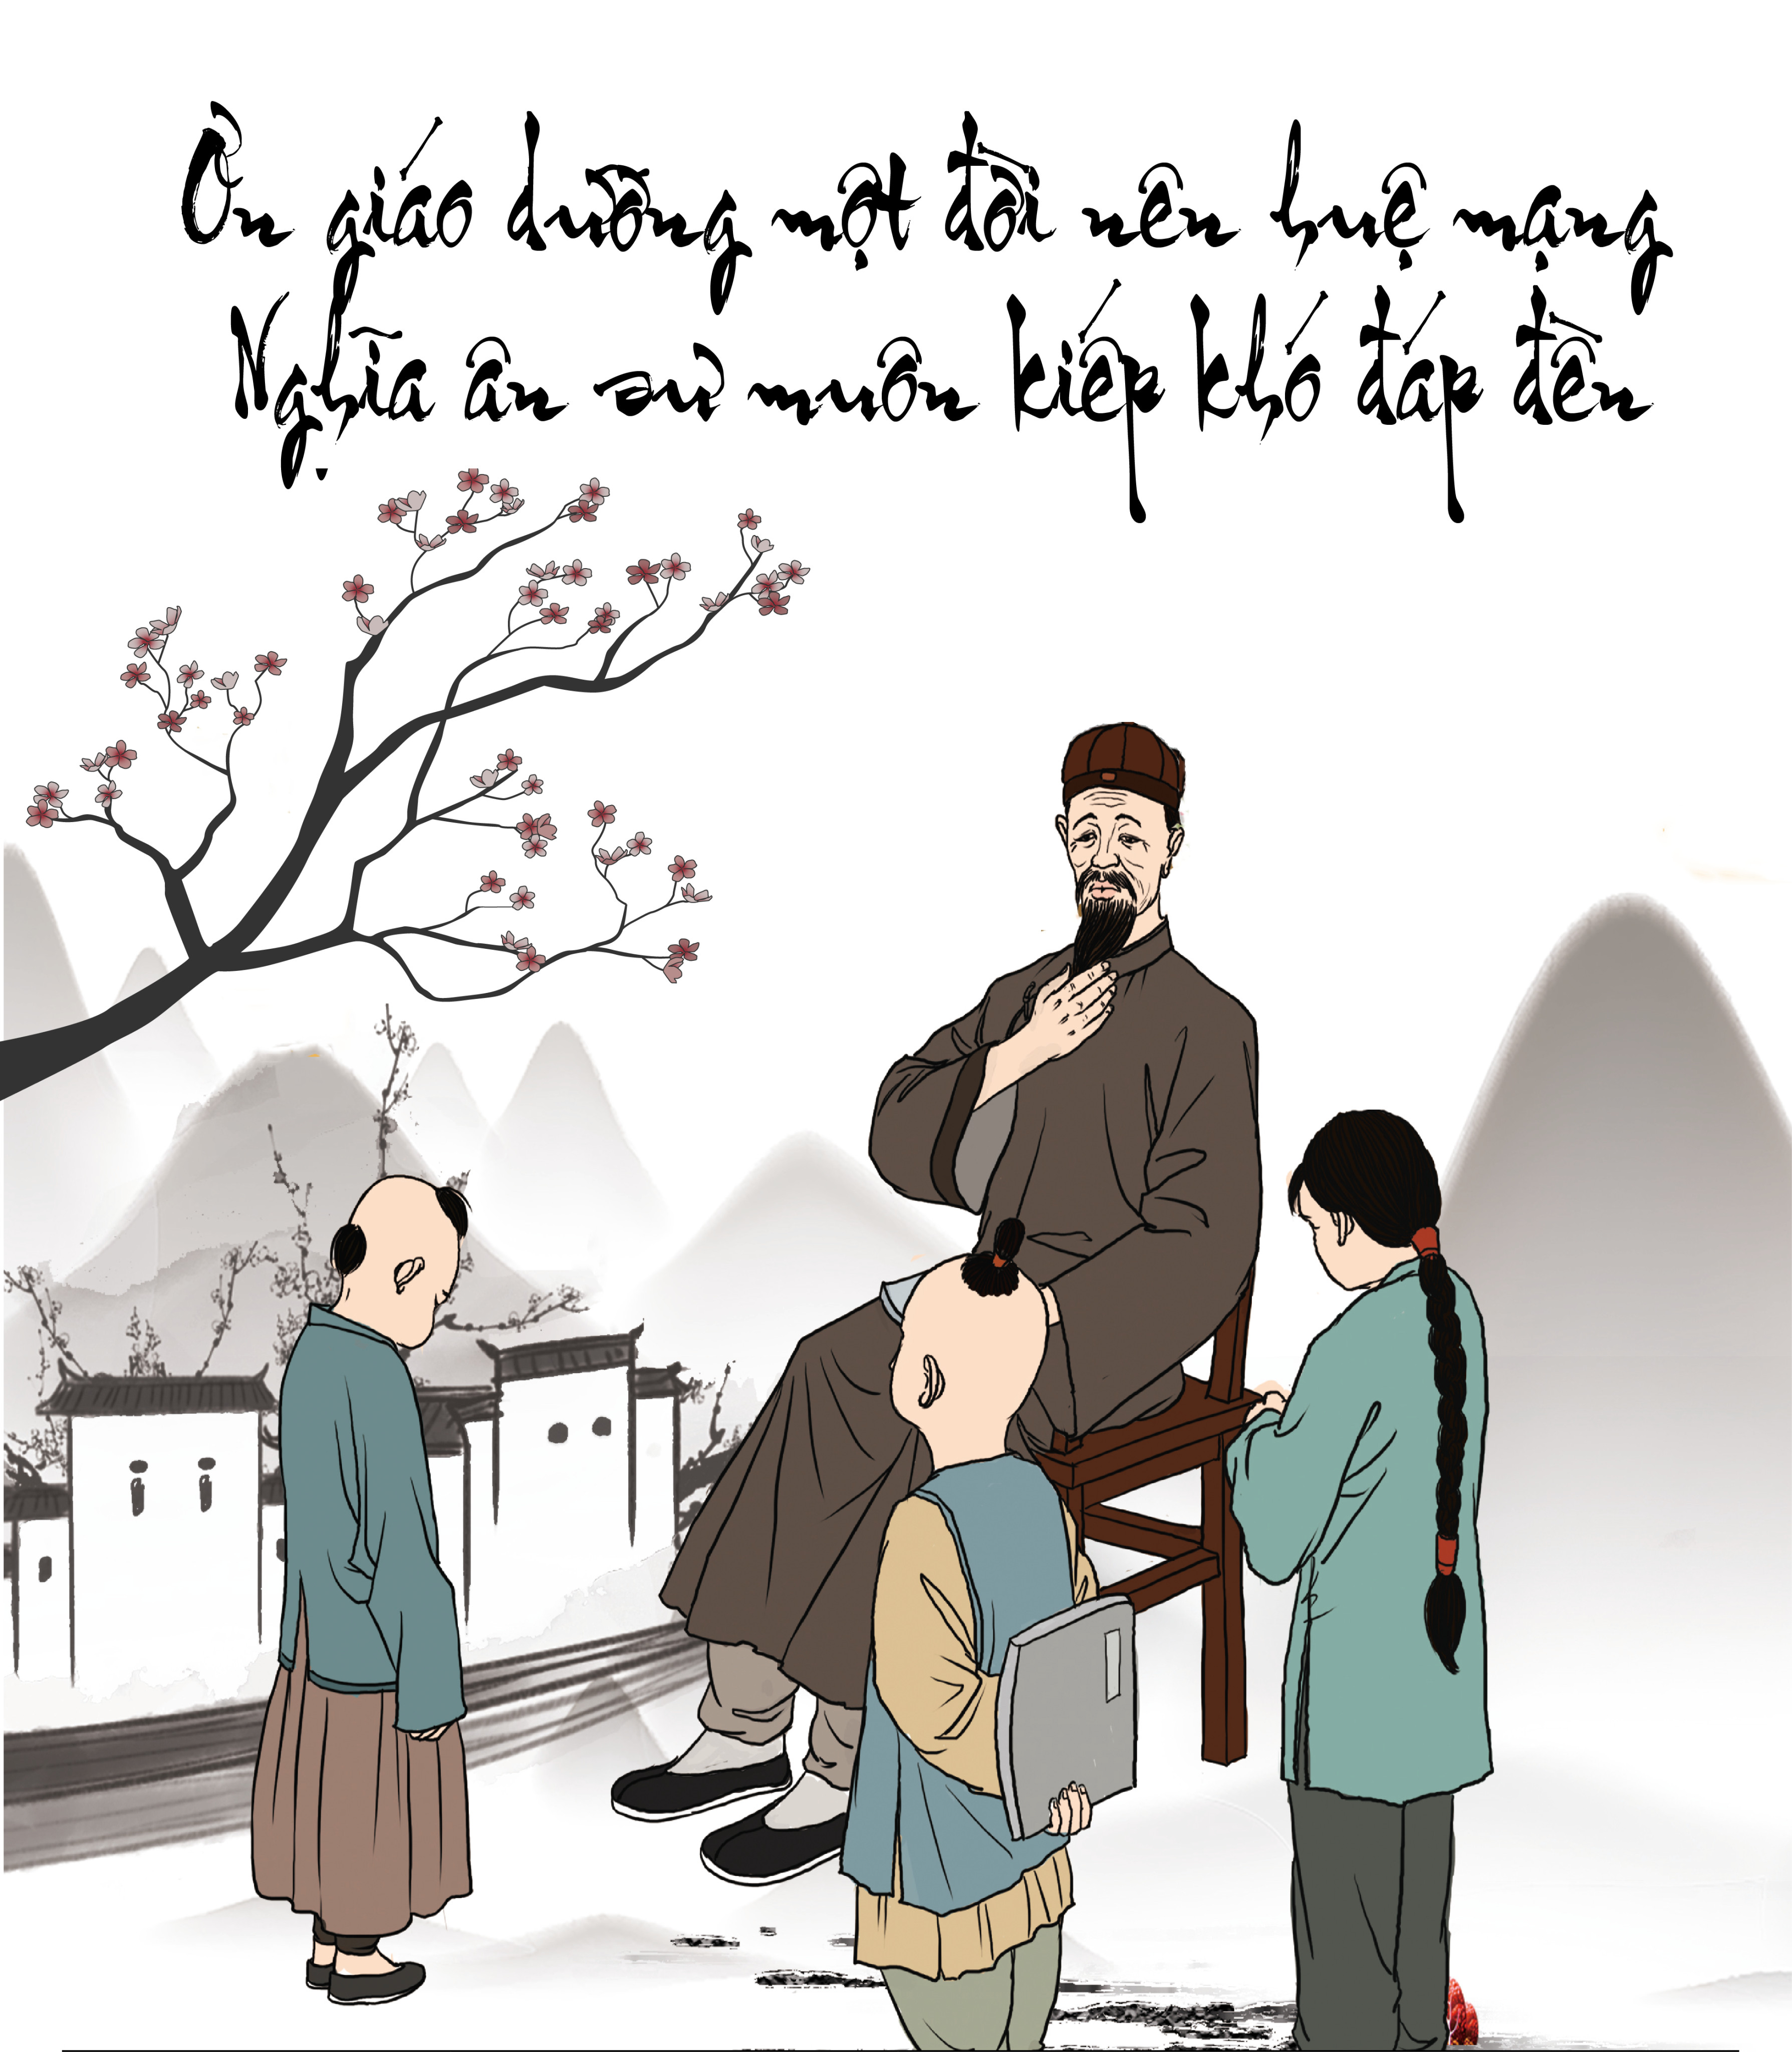 Ơn giáo dưỡng một đời nên huệ mạng
Nghĩa ân sư muôn kiếp khó đáp đền